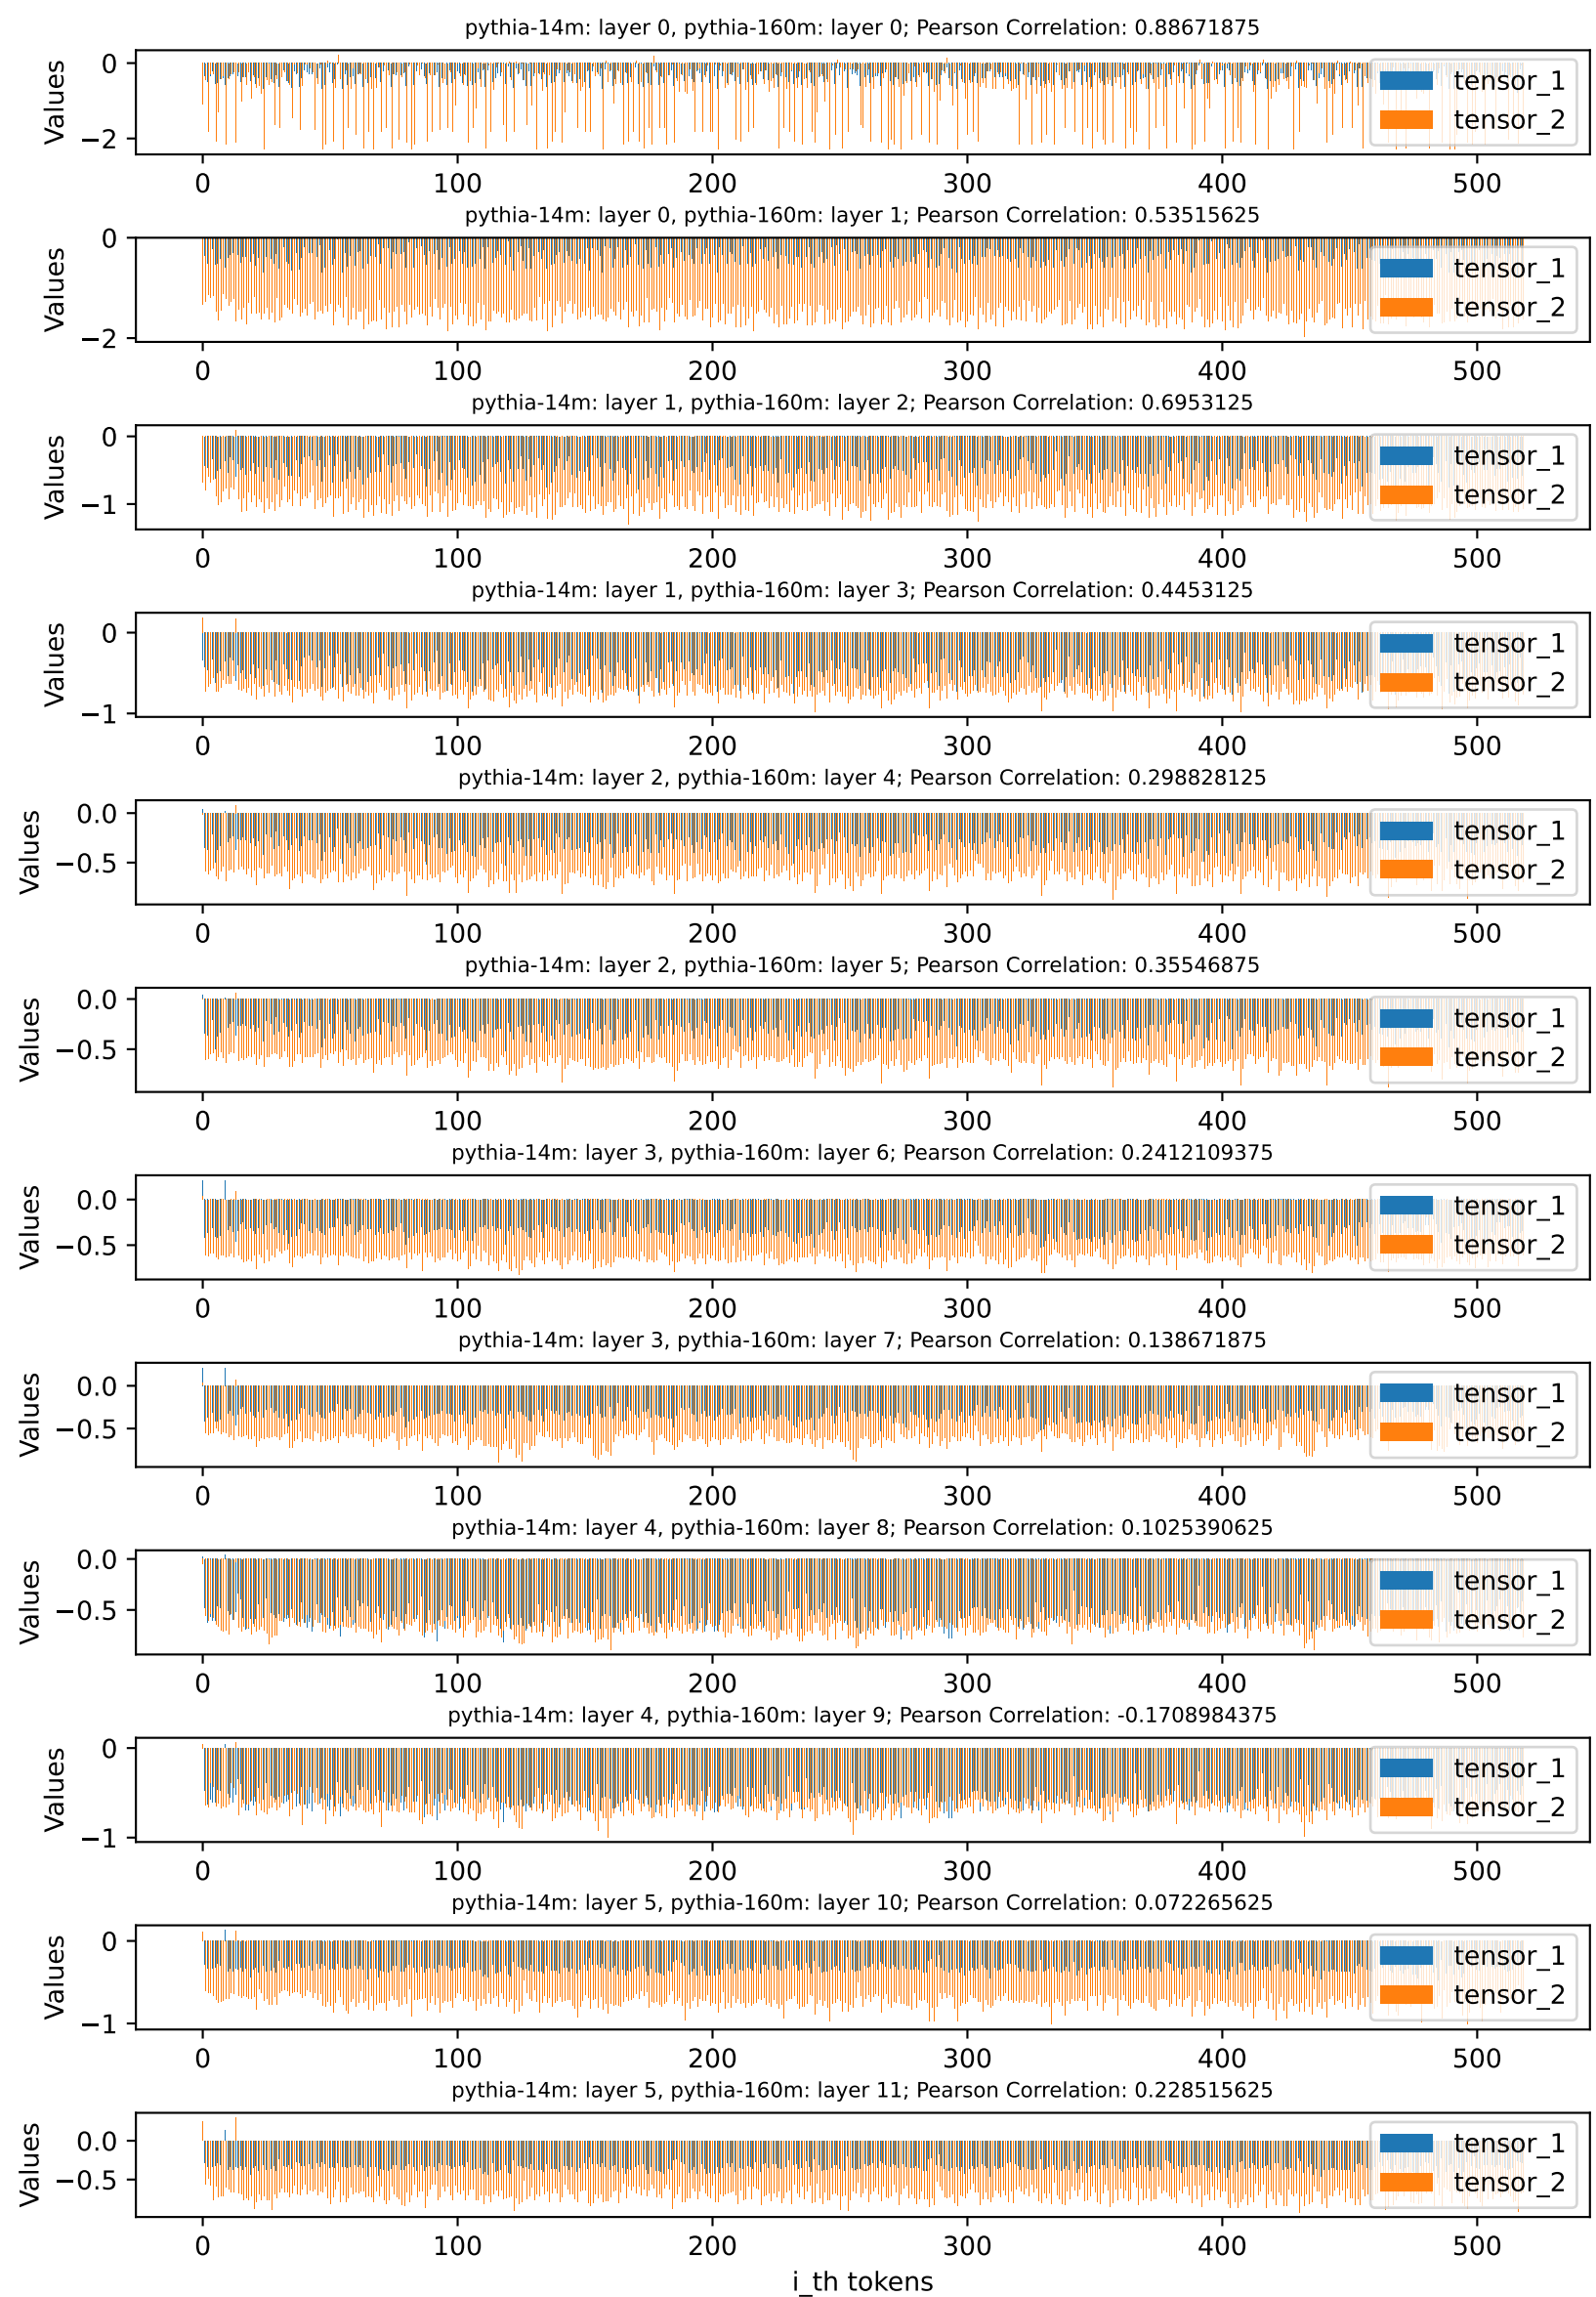 pythia-14m: layer 0, pythia-160m: layer 0; Pearson Correlation: 0.88671875
Values
0
−2
tensor_1
tensor_2
0 100 200 300 400 500
pythia-14m: layer 0, pythia-160m: layer 1; Pearson Correlation: 0.53515625
Values
0
−2
tensor_1
tensor_2
0 100 200 300 400 500
pythia-14m: layer 1, pythia-160m: layer 2; Pearson Correlation: 0.6953125
Values
0
−1
tensor_1
tensor_2
0 100 200 300 400 500
pythia-14m: layer 1, pythia-160m: layer 3; Pearson Correlation: 0.4453125
Values
0
−1
tensor_1
tensor_2
0 100 200 300 400 500
pythia-14m: layer 2, pythia-160m: layer 4; Pearson Correlation: 0.298828125
Values
0.0
−0.5
tensor_1
tensor_2
0 100 200 300 400 500
pythia-14m: layer 2, pythia-160m: layer 5; Pearson Correlation: 0.35546875
Values
0.0
−0.5
tensor_1
tensor_2
0 100 200 300 400 500
pythia-14m: layer 3, pythia-160m: layer 6; Pearson Correlation: 0.2412109375
Values
0.0
−0.5
tensor_1
tensor_2
0 100 200 300 400 500
pythia-14m: layer 3, pythia-160m: layer 7; Pearson Correlation: 0.138671875
Values
0.0
−0.5
tensor_1
tensor_2
0 100 200 300 400 500
pythia-14m: layer 4, pythia-160m: layer 8; Pearson Correlation: 0.1025390625
Values
0.0
−0.5
tensor_1
tensor_2
0 100 200 300 400 500
pythia-14m: layer 4, pythia-160m: layer 9; Pearson Correlation: -0.1708984375
Values
0
−1
tensor_1
tensor_2
0 100 200 300 400 500
pythia-14m: layer 5, pythia-160m: layer 10; Pearson Correlation: 0.072265625
Values
0
−1
tensor_1
tensor_2
0 100 200 300 400 500
pythia-14m: layer 5, pythia-160m: layer 11; Pearson Correlation: 0.228515625
Values
0.0
−0.5
tensor_1
tensor_2
0 100 200 300 400 500
i_th tokens